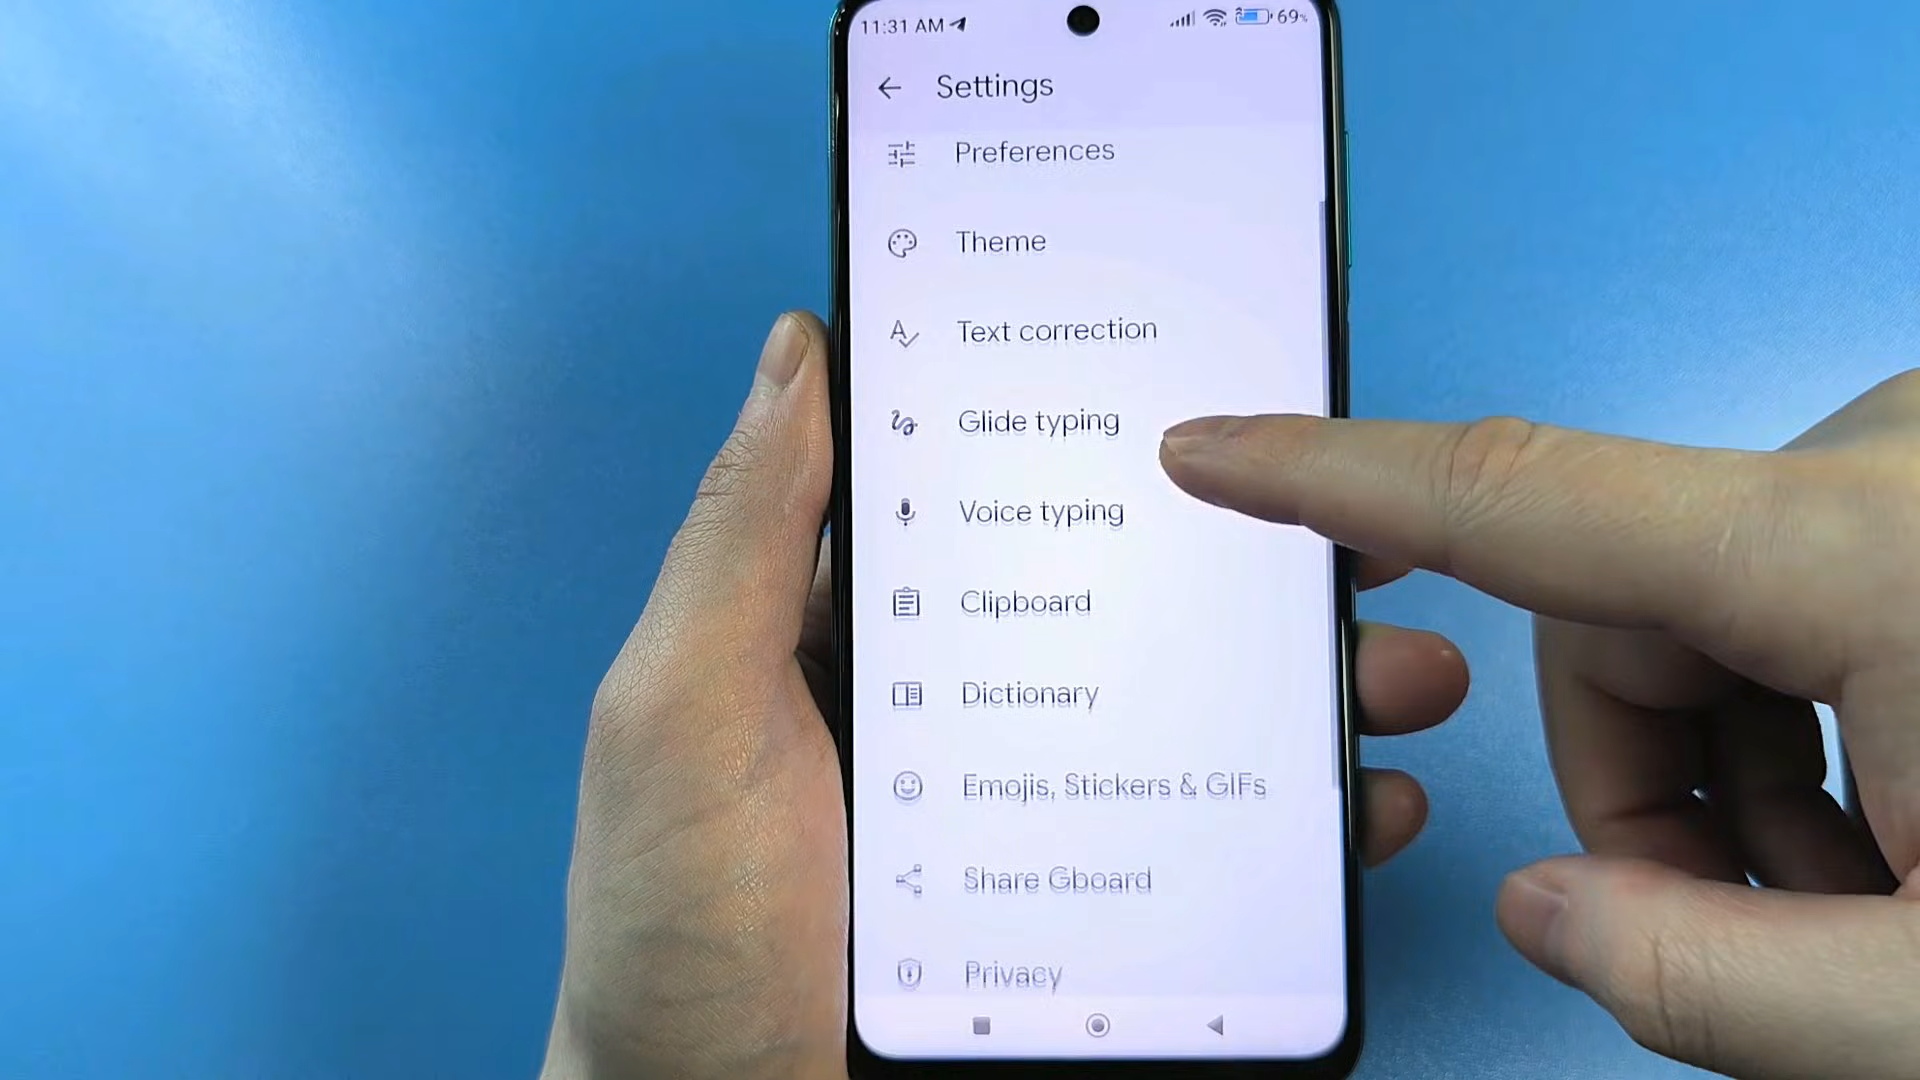 11:31 AM
69%
Settings
Preferences
Theme
Text correction
Glide typing
Voice typing
Clipboard
Dictionary
Emojis, Stickers & GIFs
Share Gboard
Privacy